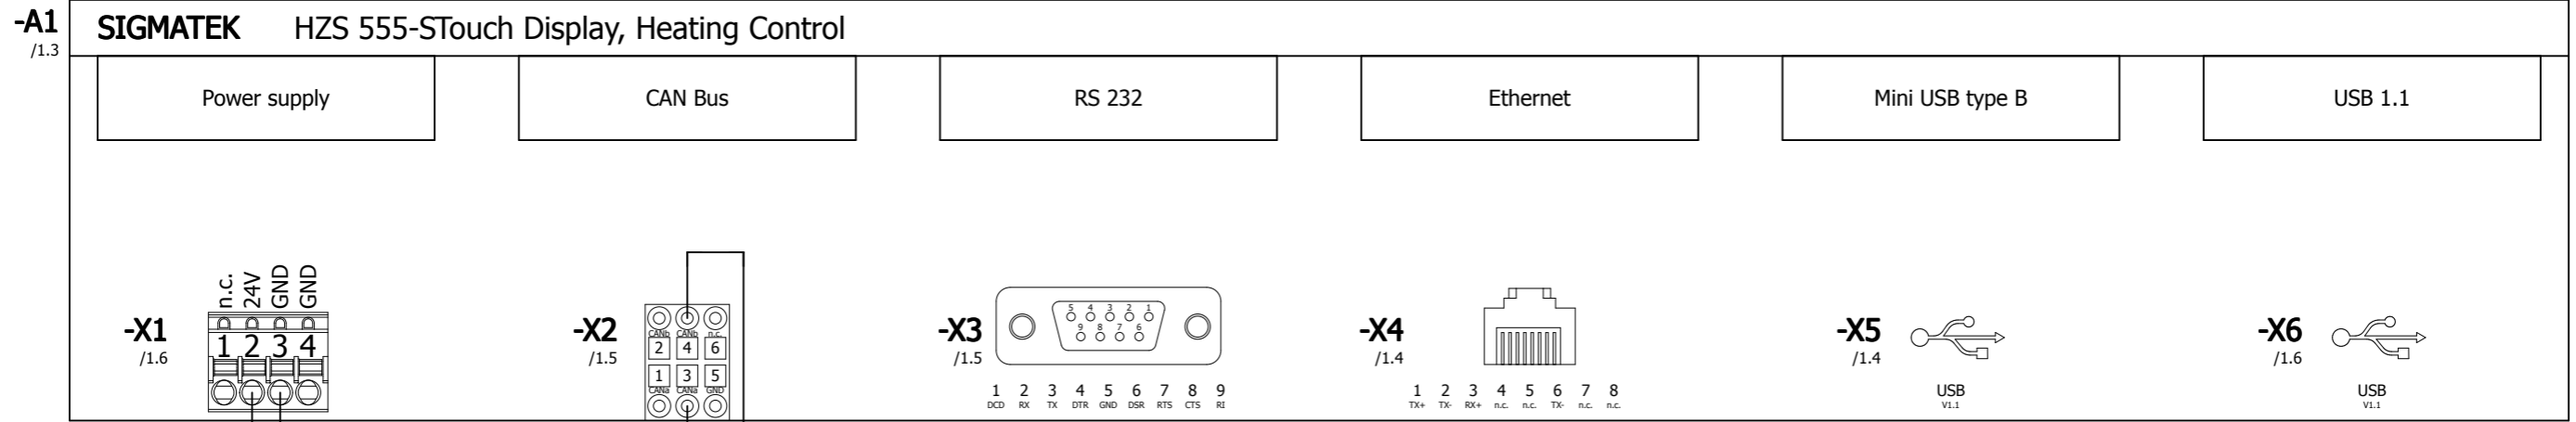 -A1
/1.3
SIGMATEK HZS 555-STouch Display, Heating Control
Power supply
CAN Bus
RS 232
Ethernet
Mini USB type B
USB 1.1
-X1
/1.6
n.c. 24V GND GND
1 2 3 4
-X2
/1.5
CANb CANb n.c.
2 4 6
1 3 5
CANa CANa GND
-X3
/1.5
5 4 3 2 1
9 8 7 6
1 2 3 4 5 6 7 8 9
DCD RX TX DTR GND DSR RTS CTS RI
-X4
/1.4
1 2 3 4 5 6 7 8
TX+ TX- RX+ n.c. n.c. TX- n.c. n.c.
-X5
/1.4
USB
V1.1
-X6
/1.6
USB
V1.1